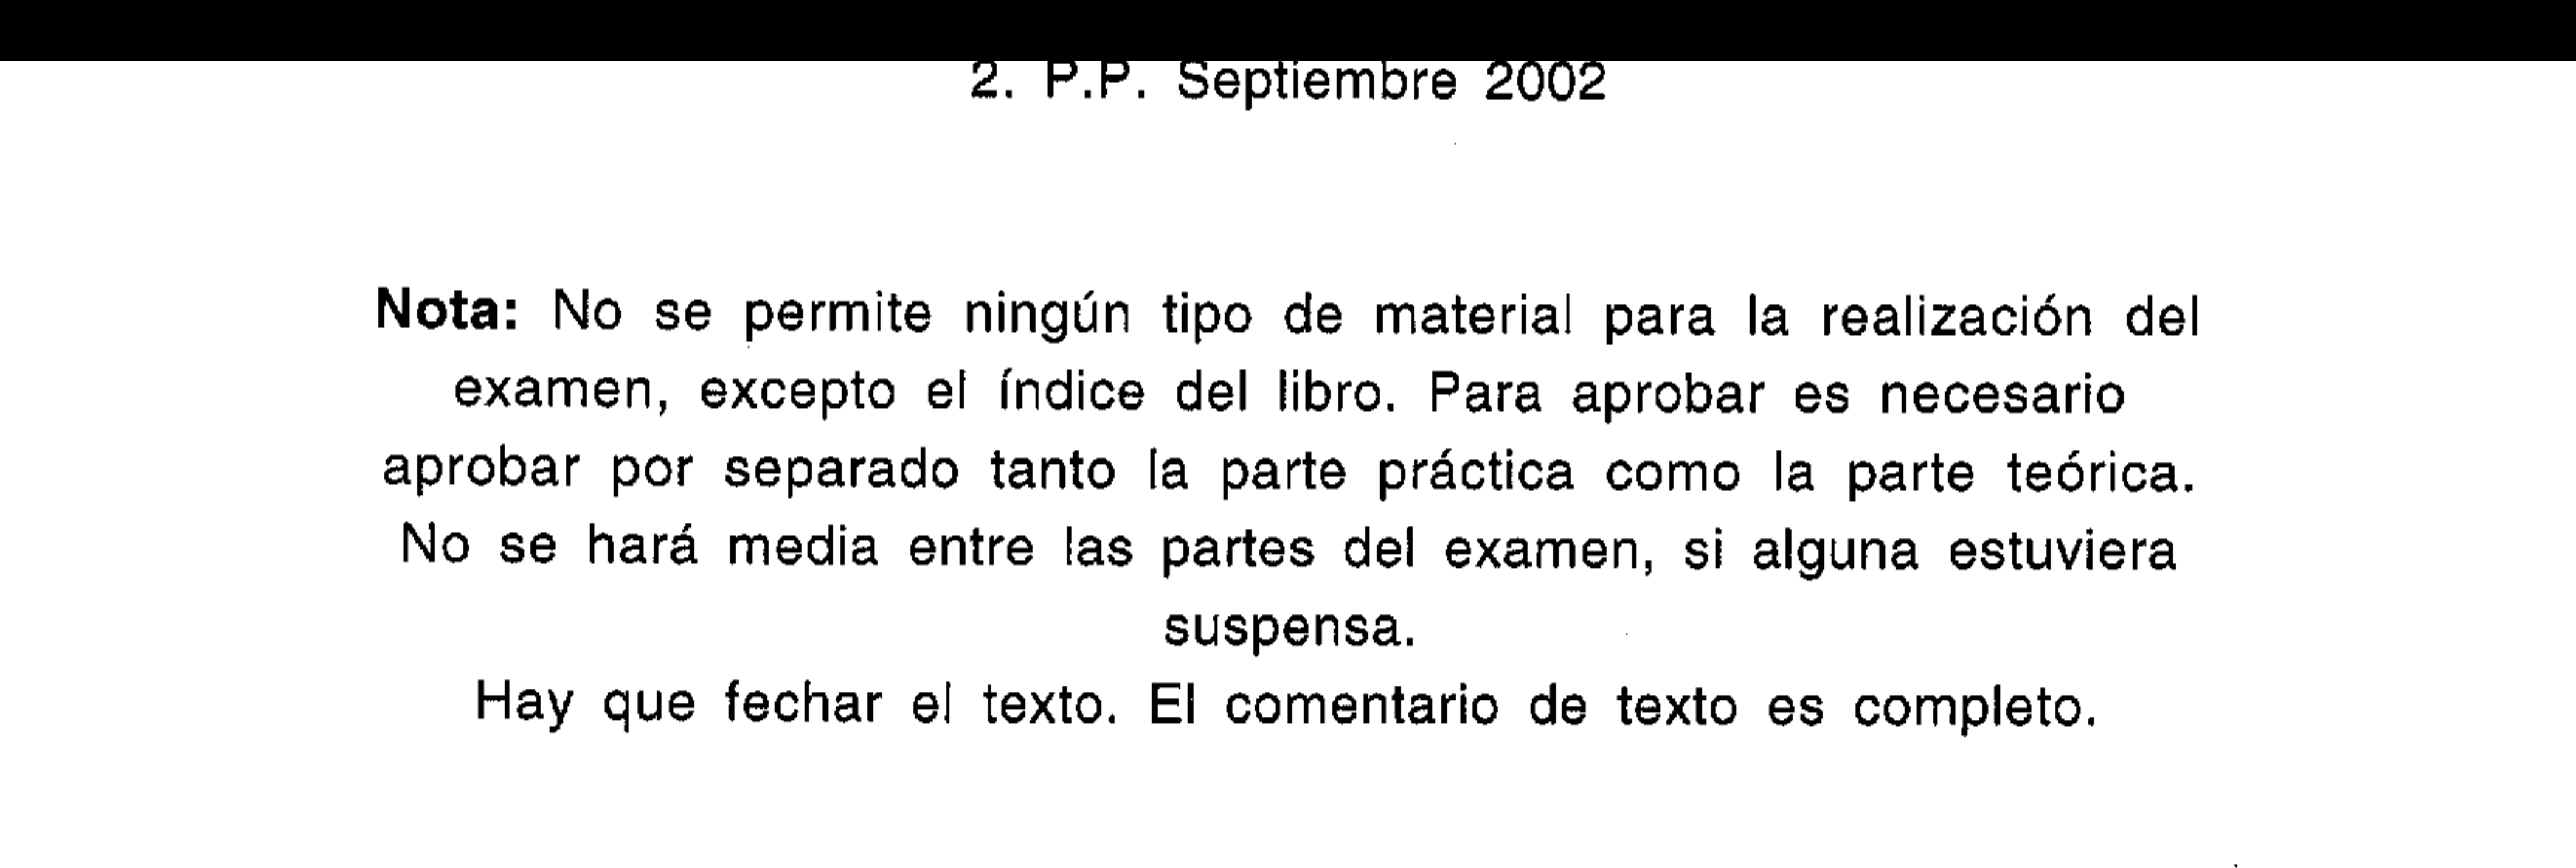 2. P.P. Septiembre 2002
Nota: No se permite ningún tipo de material para la realización del
examen, excepto el índice del libro. Para aprobar es necesario
aprobar por separado tanto la parte práctica como la parte teórica.
No se hará media entre las partes del examen, si alguna estuviera
suspensa.
Hay que fechar el texto. El comentario de texto es completo.